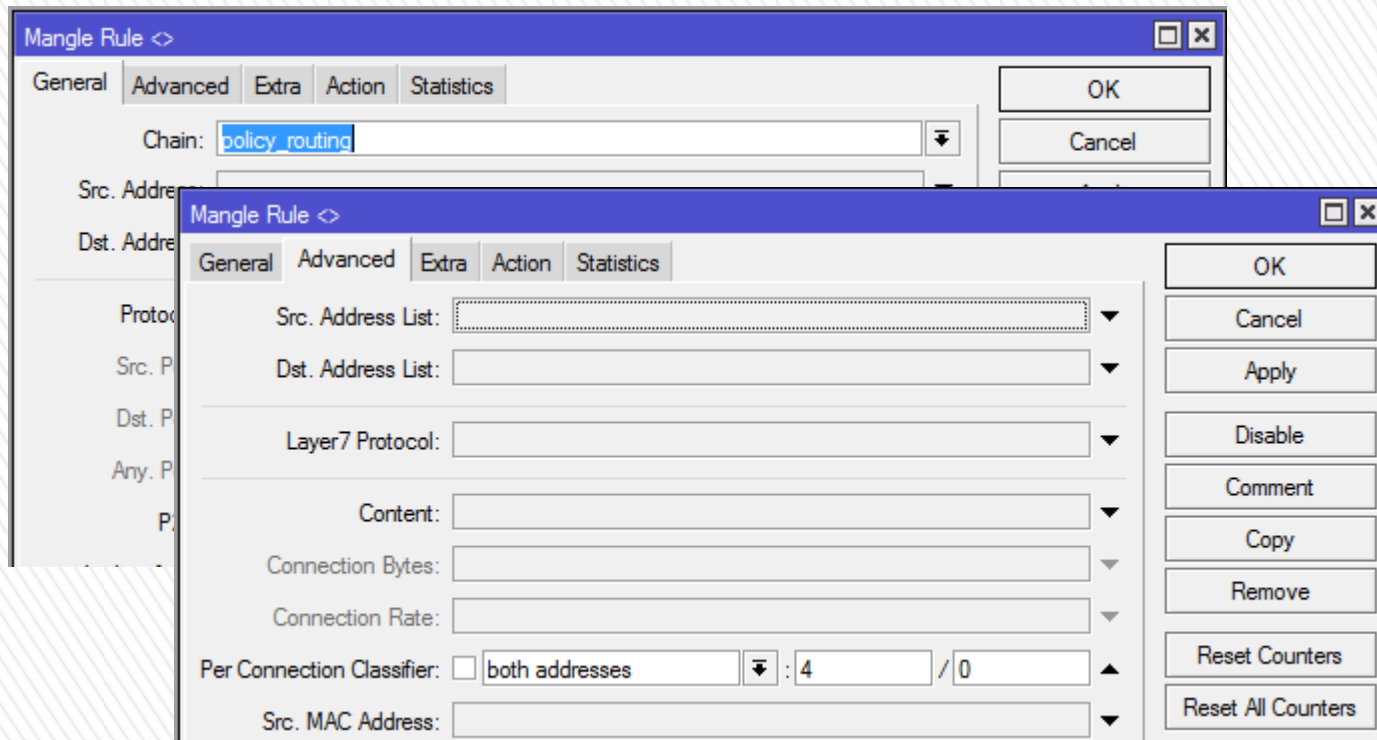 Mangle Rule <>
General Advanced Extra Action Statistics
OK
Chain: policy_routing
Cancel
Src. Address:
Dst. Addre
Protoc
Src. P
Dst. P
Any. P
Mangle Rule <>
General Advanced Extra Action Statistics
OK
Src. Address List:
Cancel
Dst. Address List:
Apply
Layer7 Protocol:
Disable
Comment
Content:
Copy
Connection Bytes:
Remove
Connection Rate:
Per Connection Classifier: both addresses : 4 / 0
Reset Counters
Src. MAC Address:
Reset All Counters